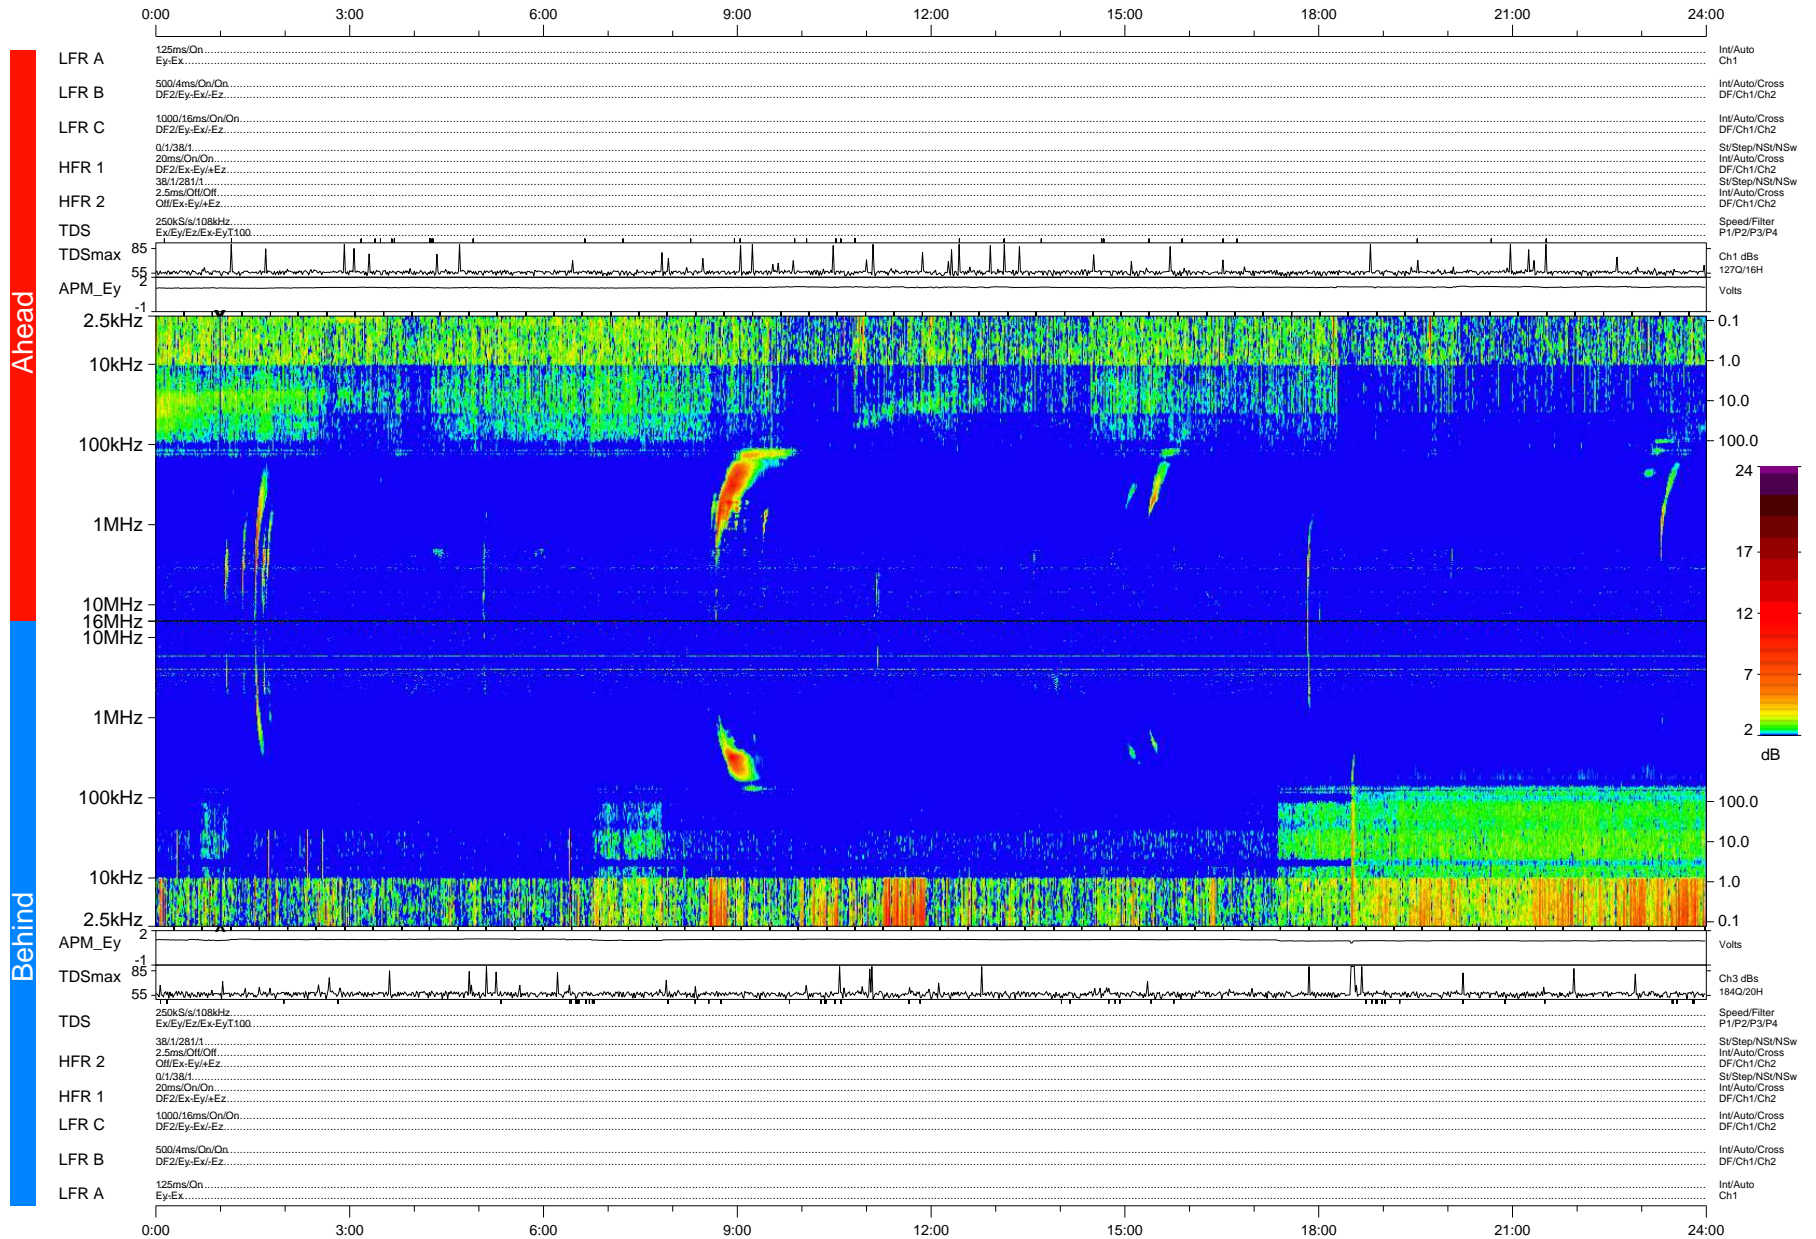 0:00 3:00 6:00 9:00 12:00 15:00 18:00 21:00 24:00
Ahead
LFR A 125ms/On Int/Auto
Ey-Ex Ch1
LFR B 500/4ms/On/On Int/Auto/Cross
DF2/Ey-Ex/-Ez DF/Ch1/Ch2
LFR C 1000/16ms/On/On Int/Auto/Cross
DF2/Ey-Ex/-Ez DF/Ch1/Ch2
0/1/38/1 St/Step/NSt/NSw
HFR 1 20ms/On/On Int/Auto/Cross
DF2/Ex-Ey/+Ez DF/Ch1/Ch2
38/1/281/1 St/Step/NSt/NSw
HFR 2 2.5ms/Off/Off Int/Auto/Cross
Off/Ex-Ey/+Ez DF/Ch1/Ch2
TDS 250kS/s/108kHz Speed/Filter
Ex/Ey/Ez/Ex-EyT100 P1/P2/P3/P4
TDSmax 85 Ch1 dBs
55 127Q/16H
APM_Ey 2 Volts
-1
2.5kHz 0.1
10kHz 1.0
10.0
100kHz 100.0
1MHz
10MHz
16MHz
10MHz
1MHz
100kHz 100.0
10.0
10kHz 1.0
2.5kHz 0.1
24
17
12
7
2
dB
Behind
APM_Ey 2 Volts
-1
TDSmax 85 Ch3 dBs
55 184Q/20H
TDS 250kS/s/108kHz Speed/Filter
Ex/Ey/Ez/Ex-EyT100 P1/P2/P3/P4
38/1/281/1 St/Step/NSt/NSw
HFR 2 2.5ms/Off/Off Int/Auto/Cross
Off/Ex-Ey/+Ez DF/Ch1/Ch2
0/1/38/1 St/Step/NSt/NSw
HFR 1 20ms/On/On Int/Auto/Cross
DF2/Ex-Ey/+Ez DF/Ch1/Ch2
LFR C 1000/16ms/On/On Int/Auto/Cross
DF2/Ey-Ex/-Ez DF/Ch1/Ch2
LFR B 500/4ms/On/On Int/Auto/Cross
DF2/Ey-Ex/-Ez DF/Ch1/Ch2
LFR A 125ms/On Int/Auto
Ey-Ex Ch1
0:00 3:00 6:00 9:00 12:00 15:00 18:00 21:00 24:00